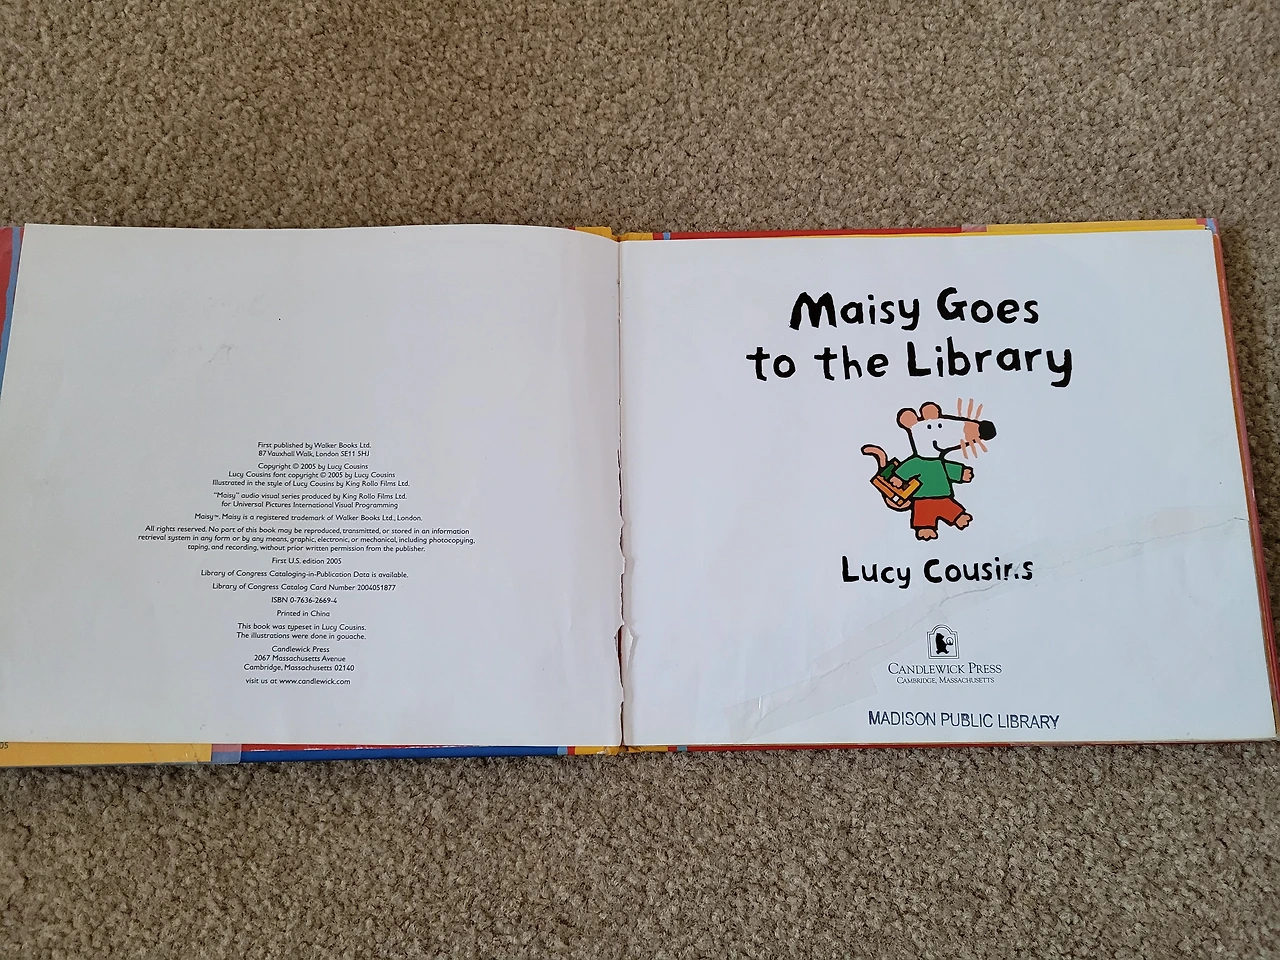 First published by Walker Books Ltd.
87 Vauxhall Walk, London SE11 5HJ
Copyright © 2005 by Lucy Cousins
Lucy Cousins font copyright © 2005 by Lucy Cousins
Illustrated in the style of Lucy Cousins by King Rollo Films Ltd.
"Maisy" audio visual series produced by King Rollo Films Ltd.
for Universal Pictures International Visual Programming
Maisy™. Maisy is a registered trademark of Walker Books Ltd., London.
All rights reserved. No part of this book may be reproduced, transmitted, or stored in an information
retrieval system in any form or by any means, graphic, electronic, or mechanical, including photocopying,
taping, and recording, without prior written permission from the publisher.
First U.S. edition 2005
Library of Congress Cataloging-in-Publication Data is available.
Library of Congress Catalog Card Number 2004051877
ISBN 0-7636-2669-4
Printed in China
This book was typeset in Lucy Cousins.
The illustrations were done in gouache.
Candlewick Press
2067 Massachusetts Avenue
Cambridge, Massachusetts 02140
visit us at www.candlewick.com
05
Maisy Goes
to the Library
Lucy Cousins
CANDLEWICK PRESS
CAMBRIDGE, MASSACHUSETTS
MADISON PUBLIC LIBRARY